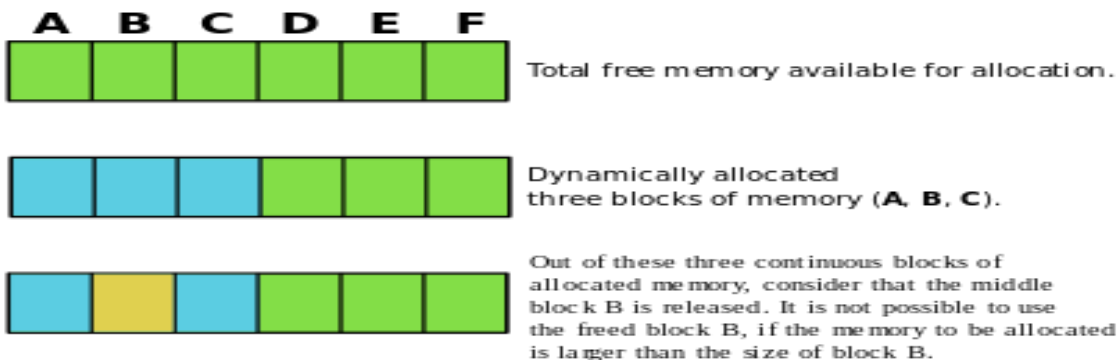 A B C D E F
Total free memory available for allocation.
Dynamically allocated
three blocks of memory (A, B, C).
Out of these three continuous blocks of
allocated memory, consider that the middle
block B is released. It is not possible to use
the freed block B, if the memory to be allocated
is larger than the size of block B.